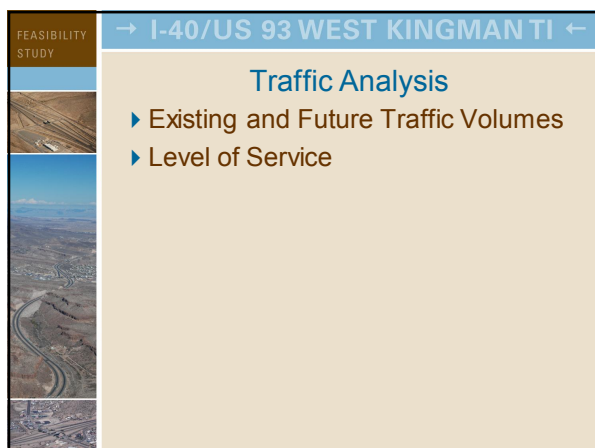 FEASIBILITY
STUDY
→ I-40/US 93 WEST KINGMAN TI ←
Traffic Analysis
Existing and Future Traffic Volumes
Level of Service